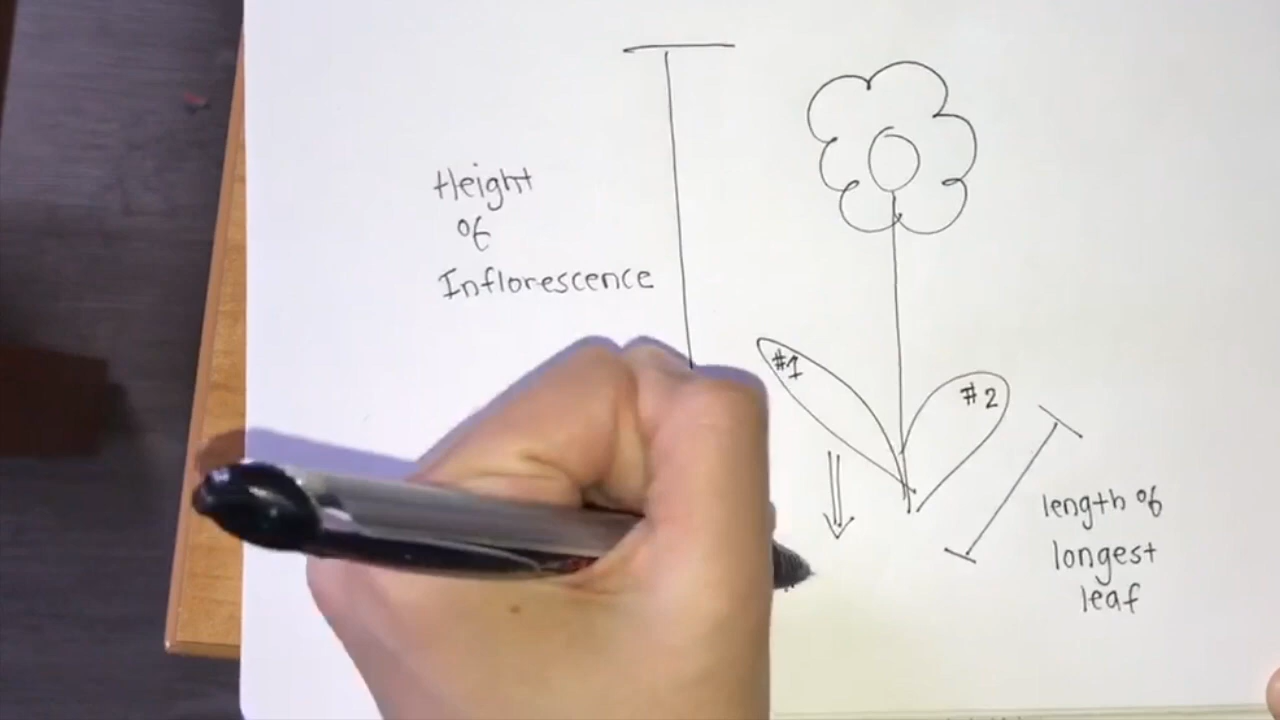 Height
of
Inflorescence
#1
#2
length of
longest
leaf